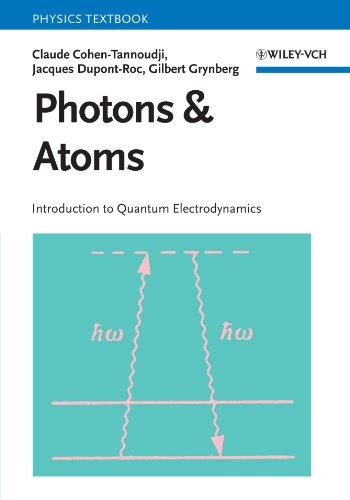 PHYSICS TEXTBOOK
Claude Cohen-Tannoudji,
Jacques Dupont-Roc, Gilbert Grynberg
WILEY-VCH
Photons &
Atoms
Introduction to Quantum Electrodynamics
ħω
ħω